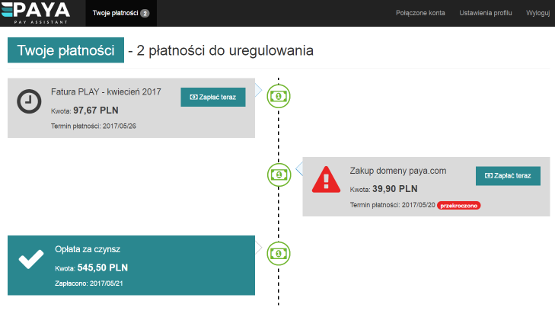 PAYA
PAY ASSISTANT
Twoje płatności 2
Połączone konta
Ustawienia profilu
Wyloguj
Twoje płatności - 2 płatności do uregulowania
Fatura PLAY - kwiecień 2017
Zapłać teraz
Kwota: 97,67 PLN
Termin płatności: 2017/05/26
Zakup domeny paya.com
Zapłać teraz
Kwota: 39,90 PLN
Termin płatności: 2017/05/20 przekroczono
Opłata za czynsz
Kwota: 545,50 PLN
Zapłacono: 2017/05/21